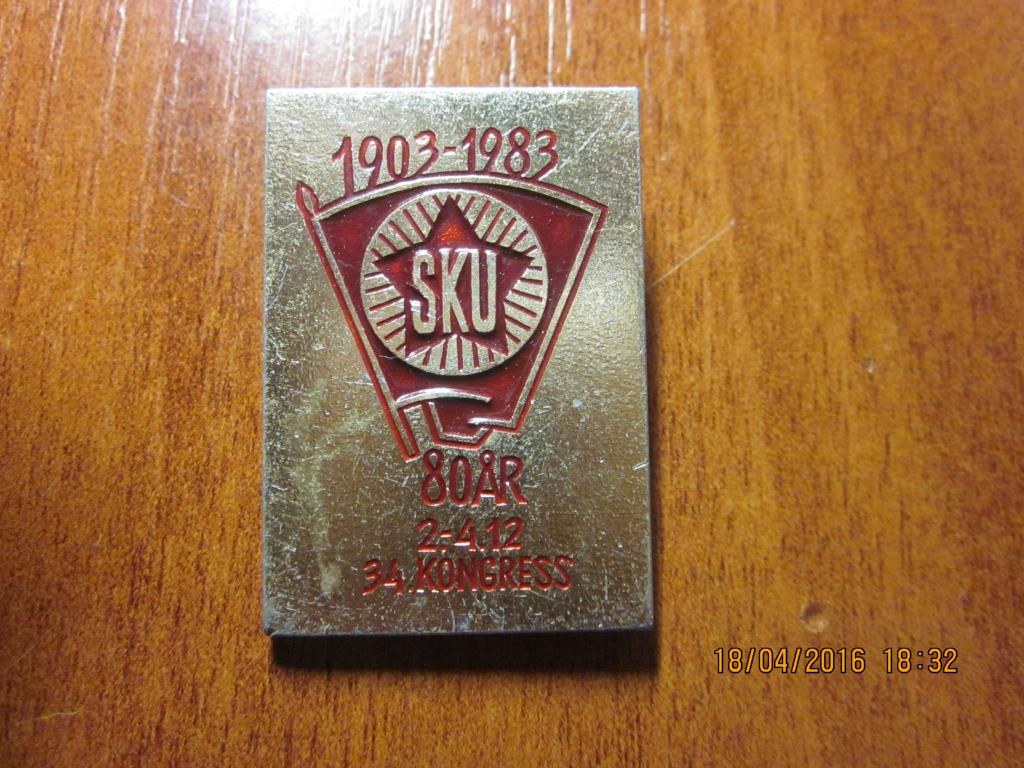 1903-1983
SKU
80ÅR
2.-4.12
34. KONGRESS
18/04/2016 18:32